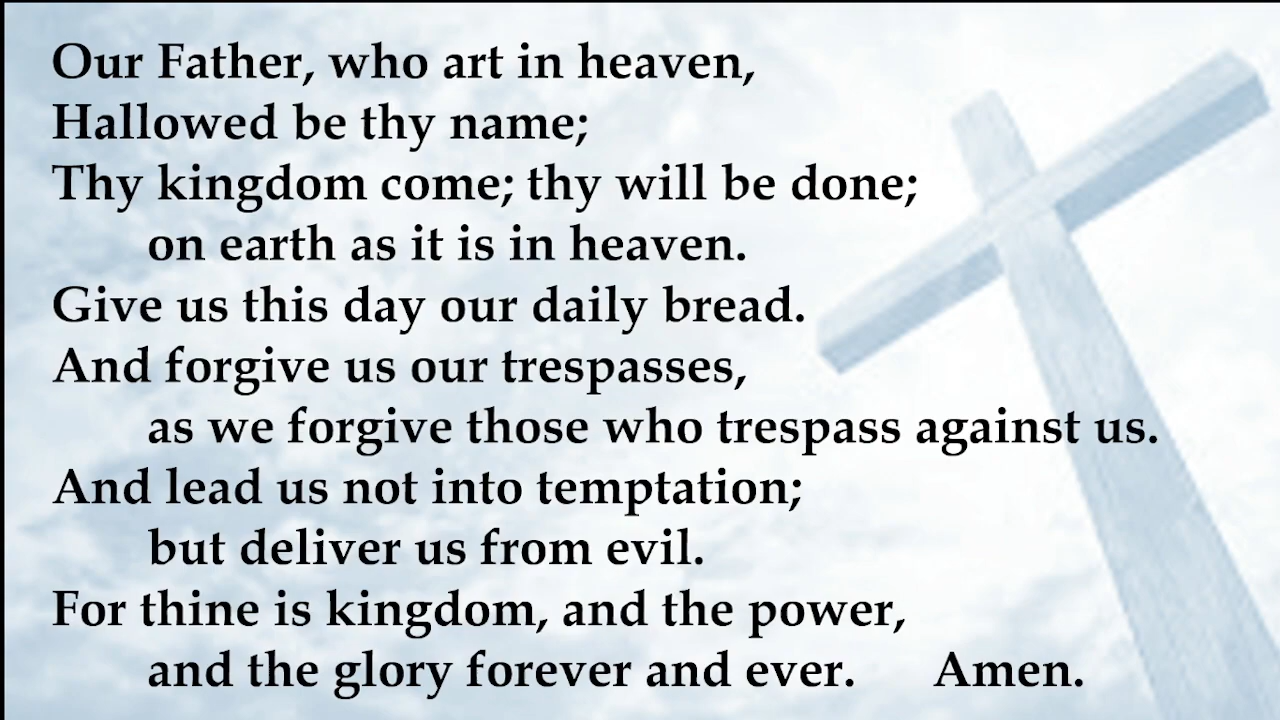 Our Father, who art in heaven,
Hallowed be thy name;
Thy kingdom come; thy will be done;
on earth as it is in heaven.
Give us this day our daily bread.
And forgive us our trespasses,
as we forgive those who trespass against us.
And lead us not into temptation;
but deliver us from evil.
For thine is kingdom, and the power,
and the glory forever and ever. Amen.